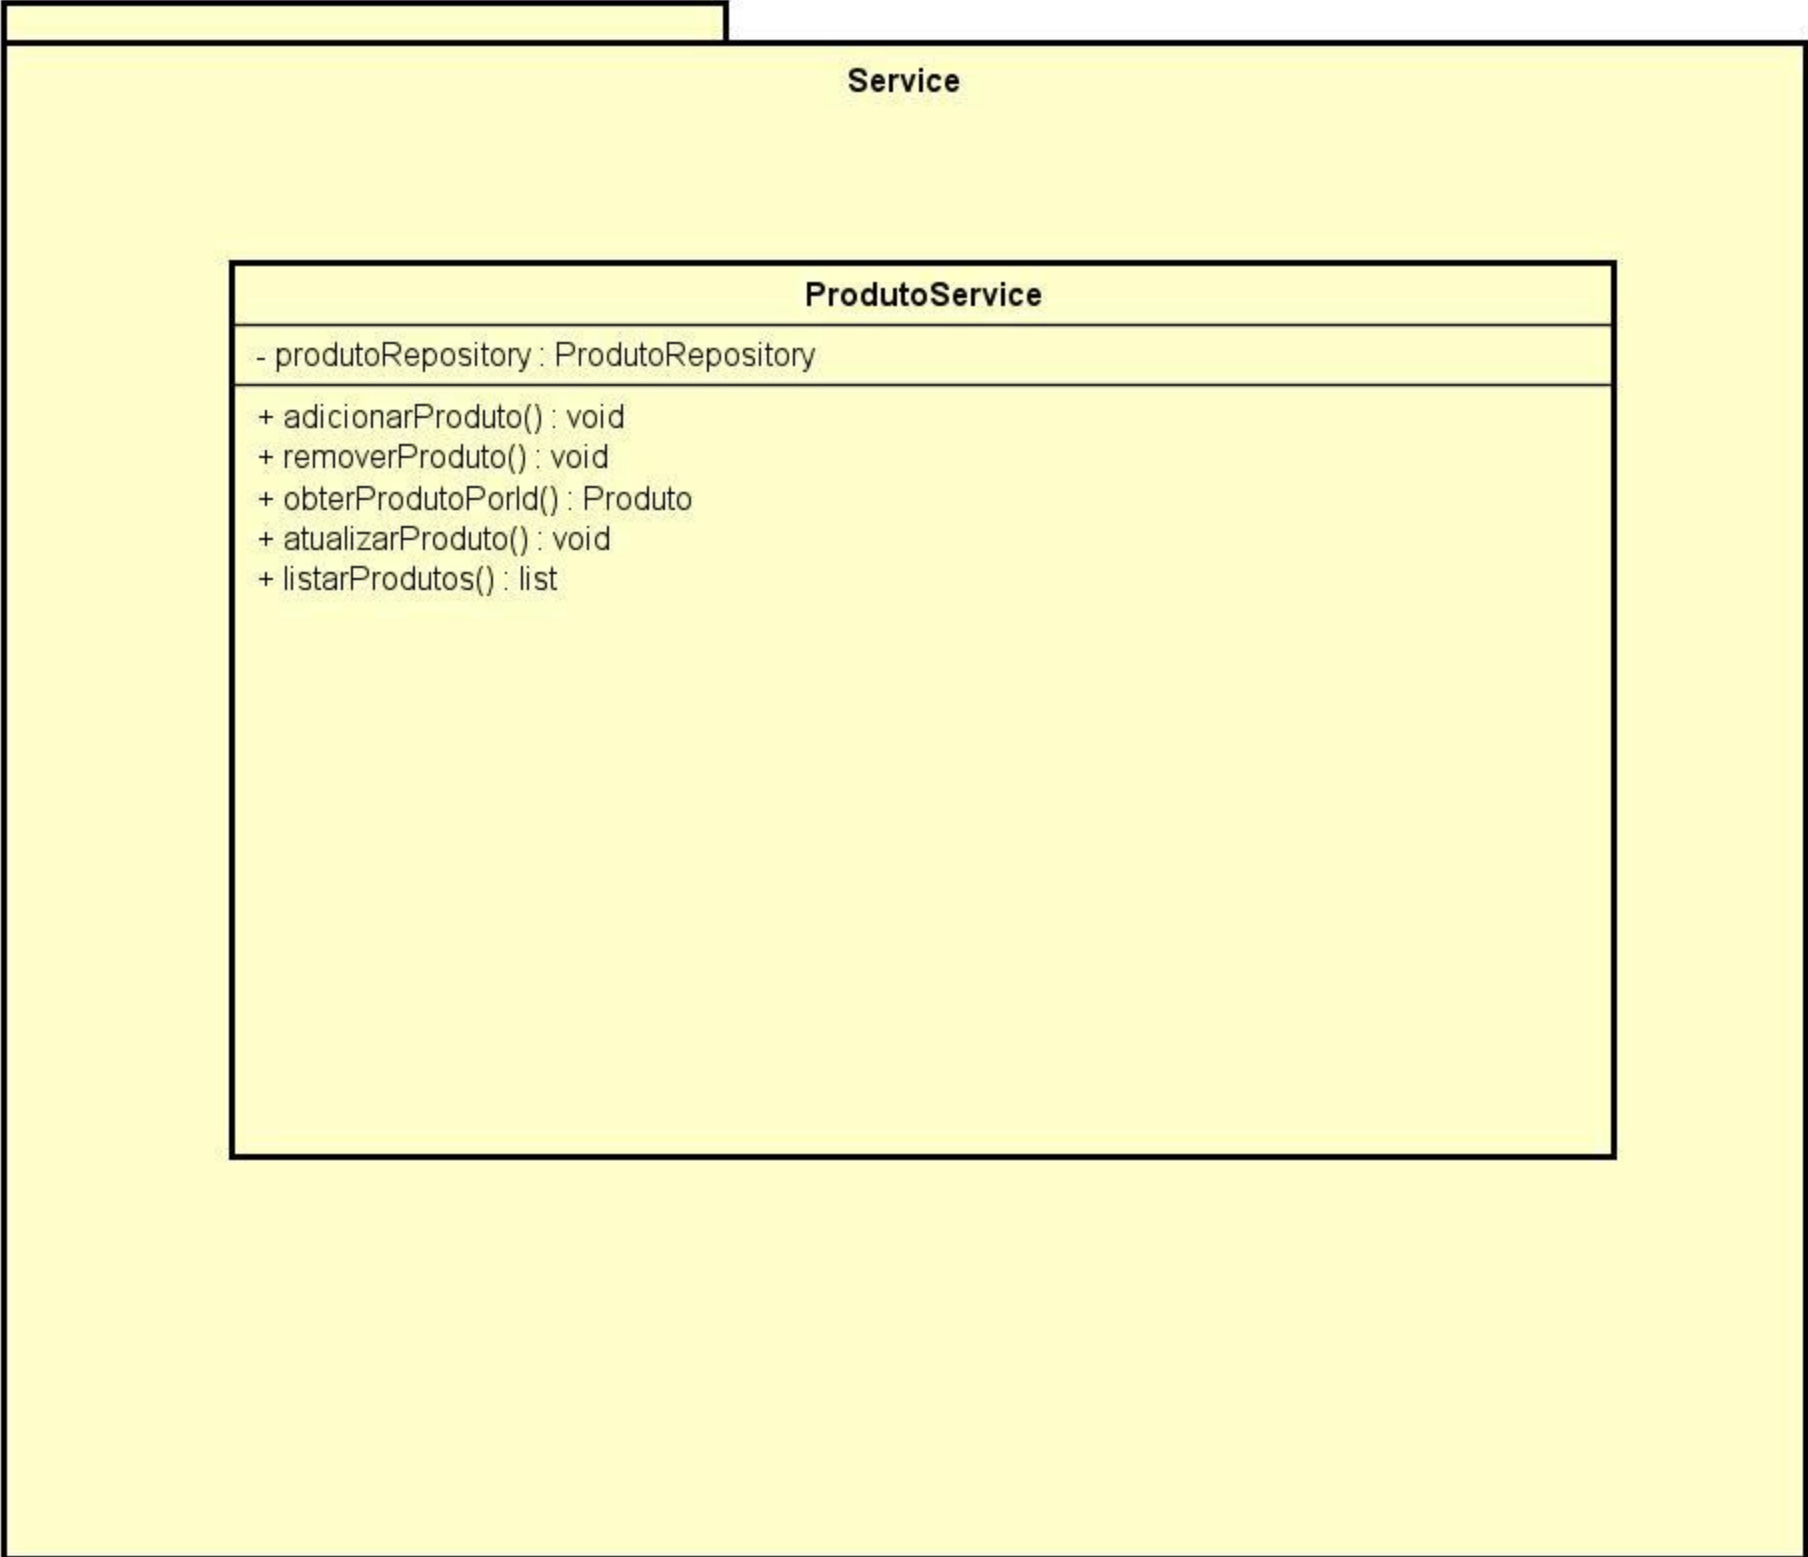 Service
ProdutoService
- produtoRepository : ProdutoRepository
+ adicionarProduto() : void
+ removerProduto() : void
+ obterProdutoPorId() : Produto
+ atualizarProduto() : void
+ listarProdutos() : list